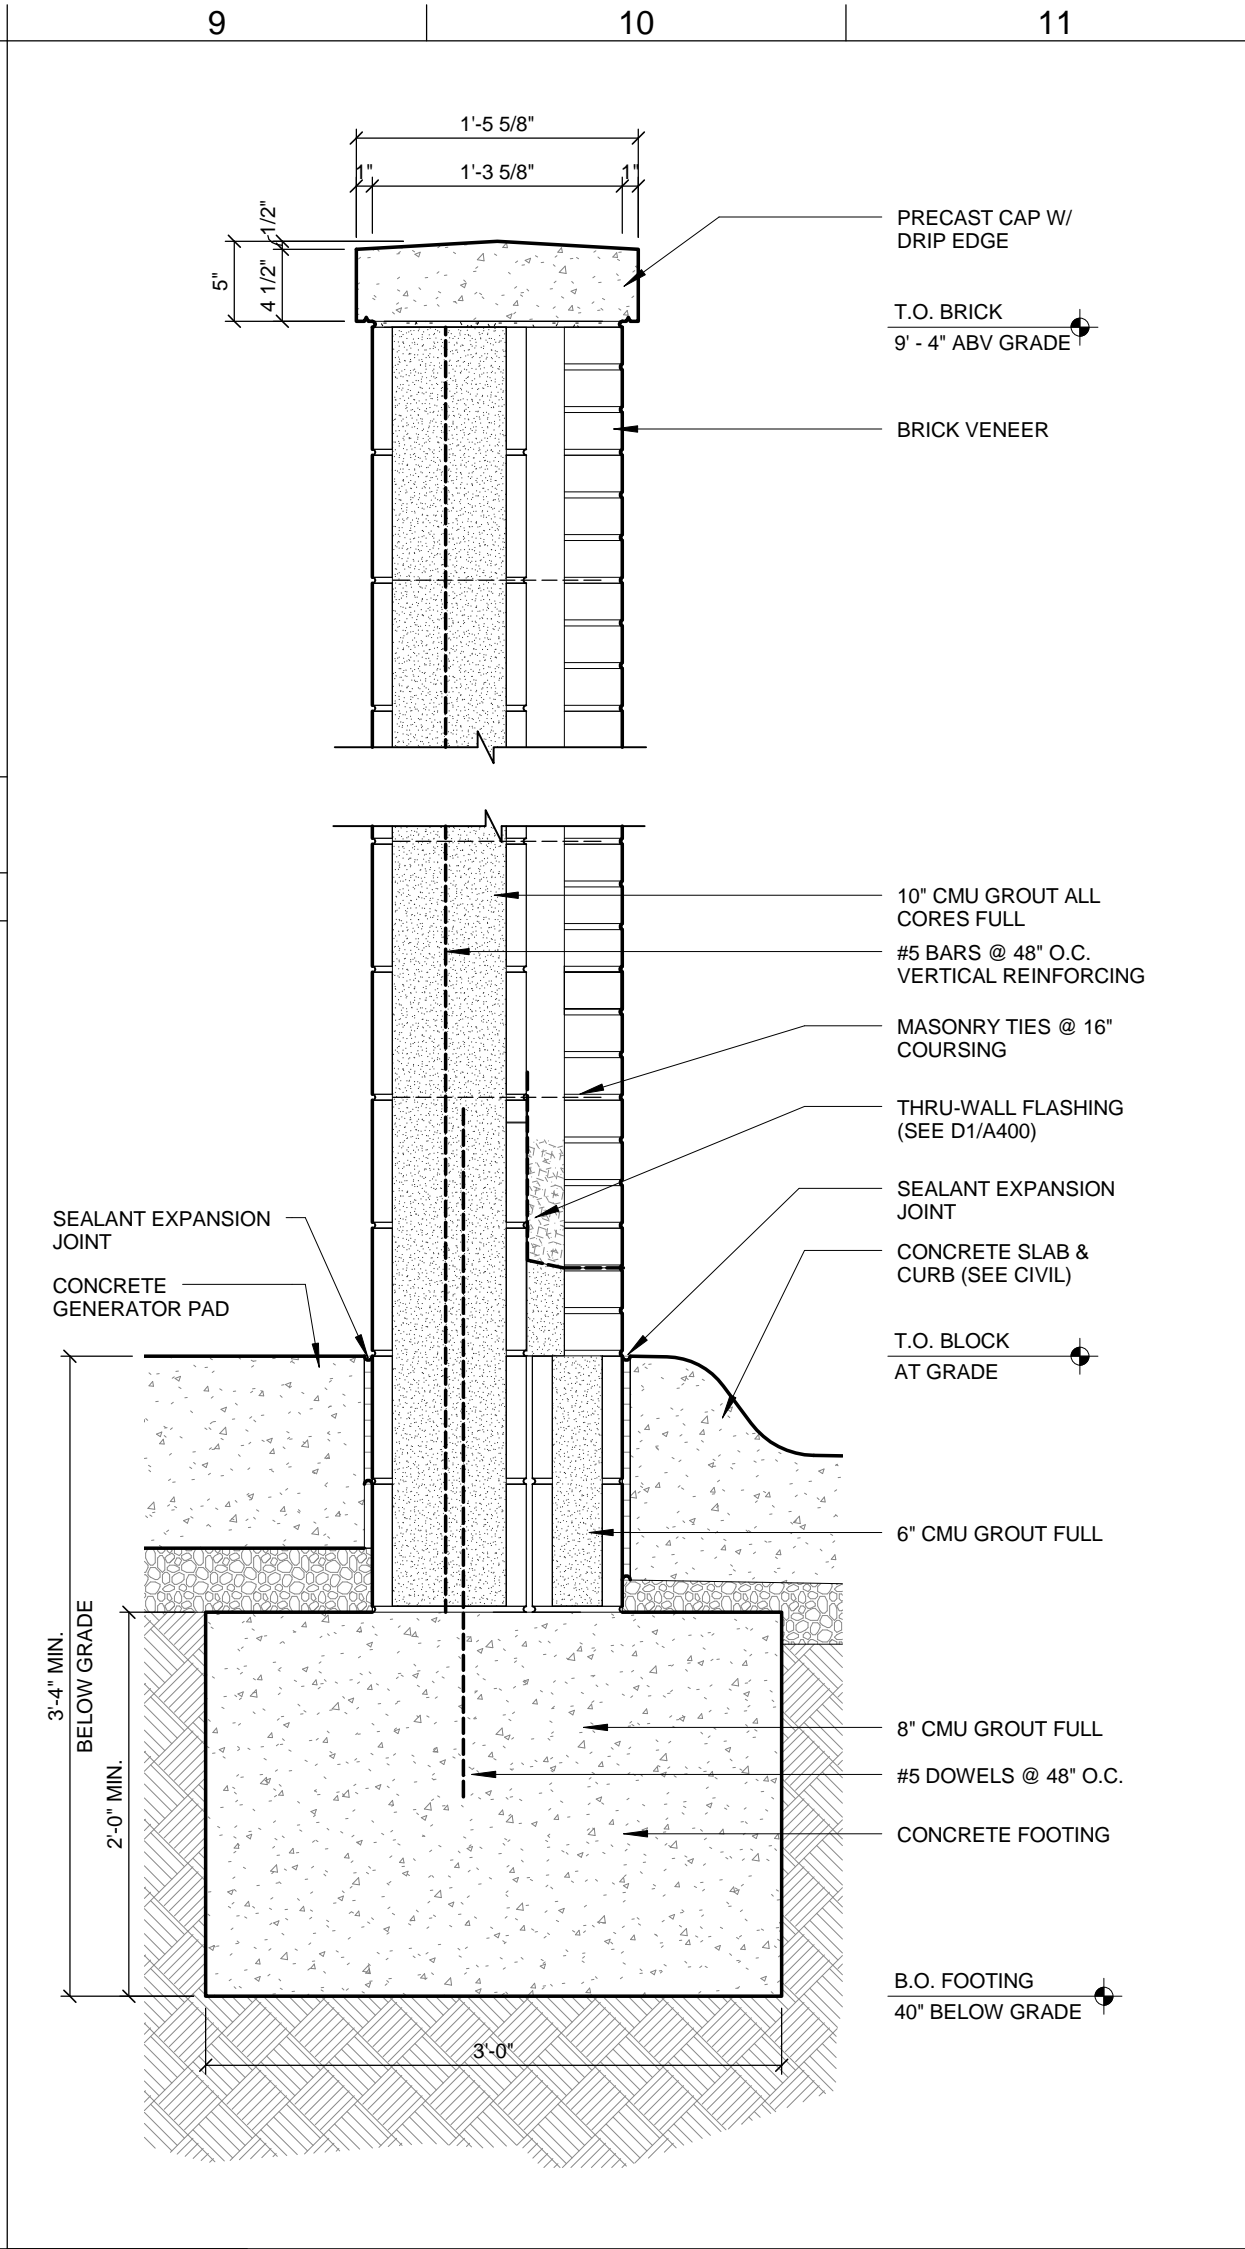 9
10
11
1'-5 5/8"
1"
1'-3 5/8"
1"
1/2"
5"
4 1/2"
PRECAST CAP W/
DRIP EDGE
T.O. BRICK
9' - 4" ABV GRADE
BRICK VENEER
10" CMU GROUT ALL
CORES FULL
#5 BARS @ 48" O.C.
VERTICAL REINFORCING
MASONRY TIES @ 16"
COURSING
THRU-WALL FLASHING
(SEE D1/A400)
SEALANT EXPANSION
JOINT
SEALANT EXPANSION
JOINT
CONCRETE SLAB &
CURB (SEE CIVIL)
CONCRETE
GENERATOR PAD
T.O. BLOCK
AT GRADE
6" CMU GROUT FULL
3'-4" MIN.
BELOW GRADE
2'-0" MIN.
8" CMU GROUT FULL
#5 DOWELS @ 48" O.C.
CONCRETE FOOTING
B.O. FOOTING
40" BELOW GRADE
3'-0"